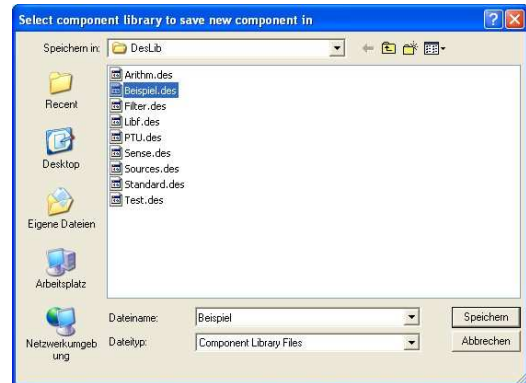 Select component library to save new component in
Speichern in:
DesLib
Recent
Desktop
Eigene Dateien
Arbeitsplatz
Netzwerkumgeb
ung
Arithm.des
Beispiel.des
Filter.des
Libf.des
PTU.des
Sense.des
Sources.des
Standard.des
Test.des
Dateiname:
Beispiel
Speichern
Dateityp:
Component Library Files
Abbrechen